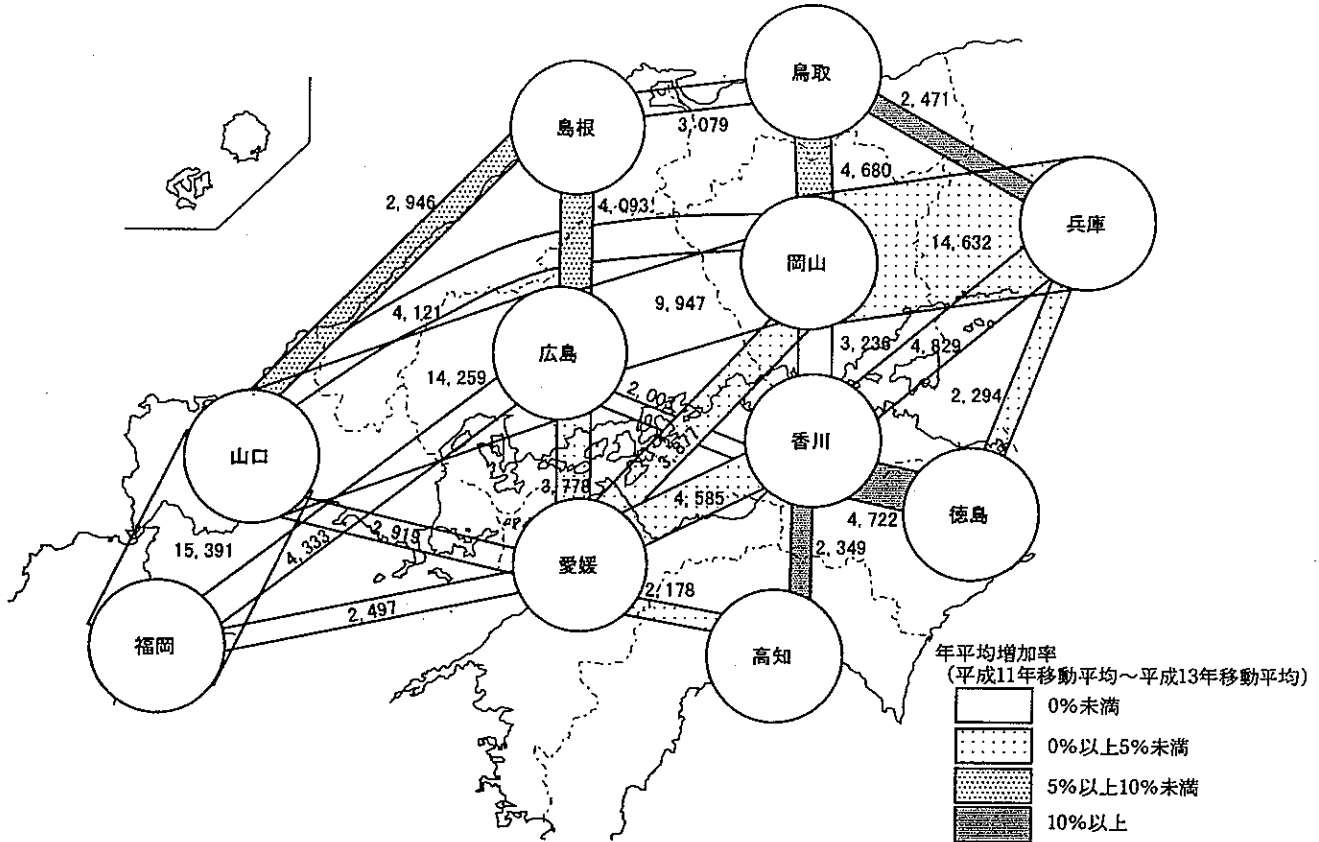 鳥取
2,471
島根
3,079
4,680
2,946
4,093
兵庫
14,632
岡山
9,947
4,121
3,236
4,829
広島
14,259
2,294
香川
山口
3,778
4,585
徳島
4,722
2,919
15,391
4,333
愛媛
2,349
2,178
2,497
福岡
高知
年平均増加率
(平成11年移動平均~平成13年移動平均)
0%未満
0%以上5%未満
5%以上10%未満
10%以上